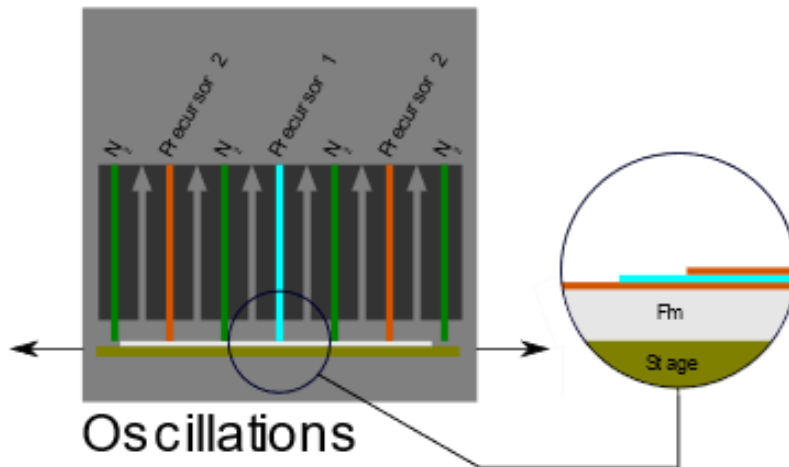 N2
Precursor 2
N2
Precursor 1
N2
Precursor 2
N2
Film
Stage
Oscillations